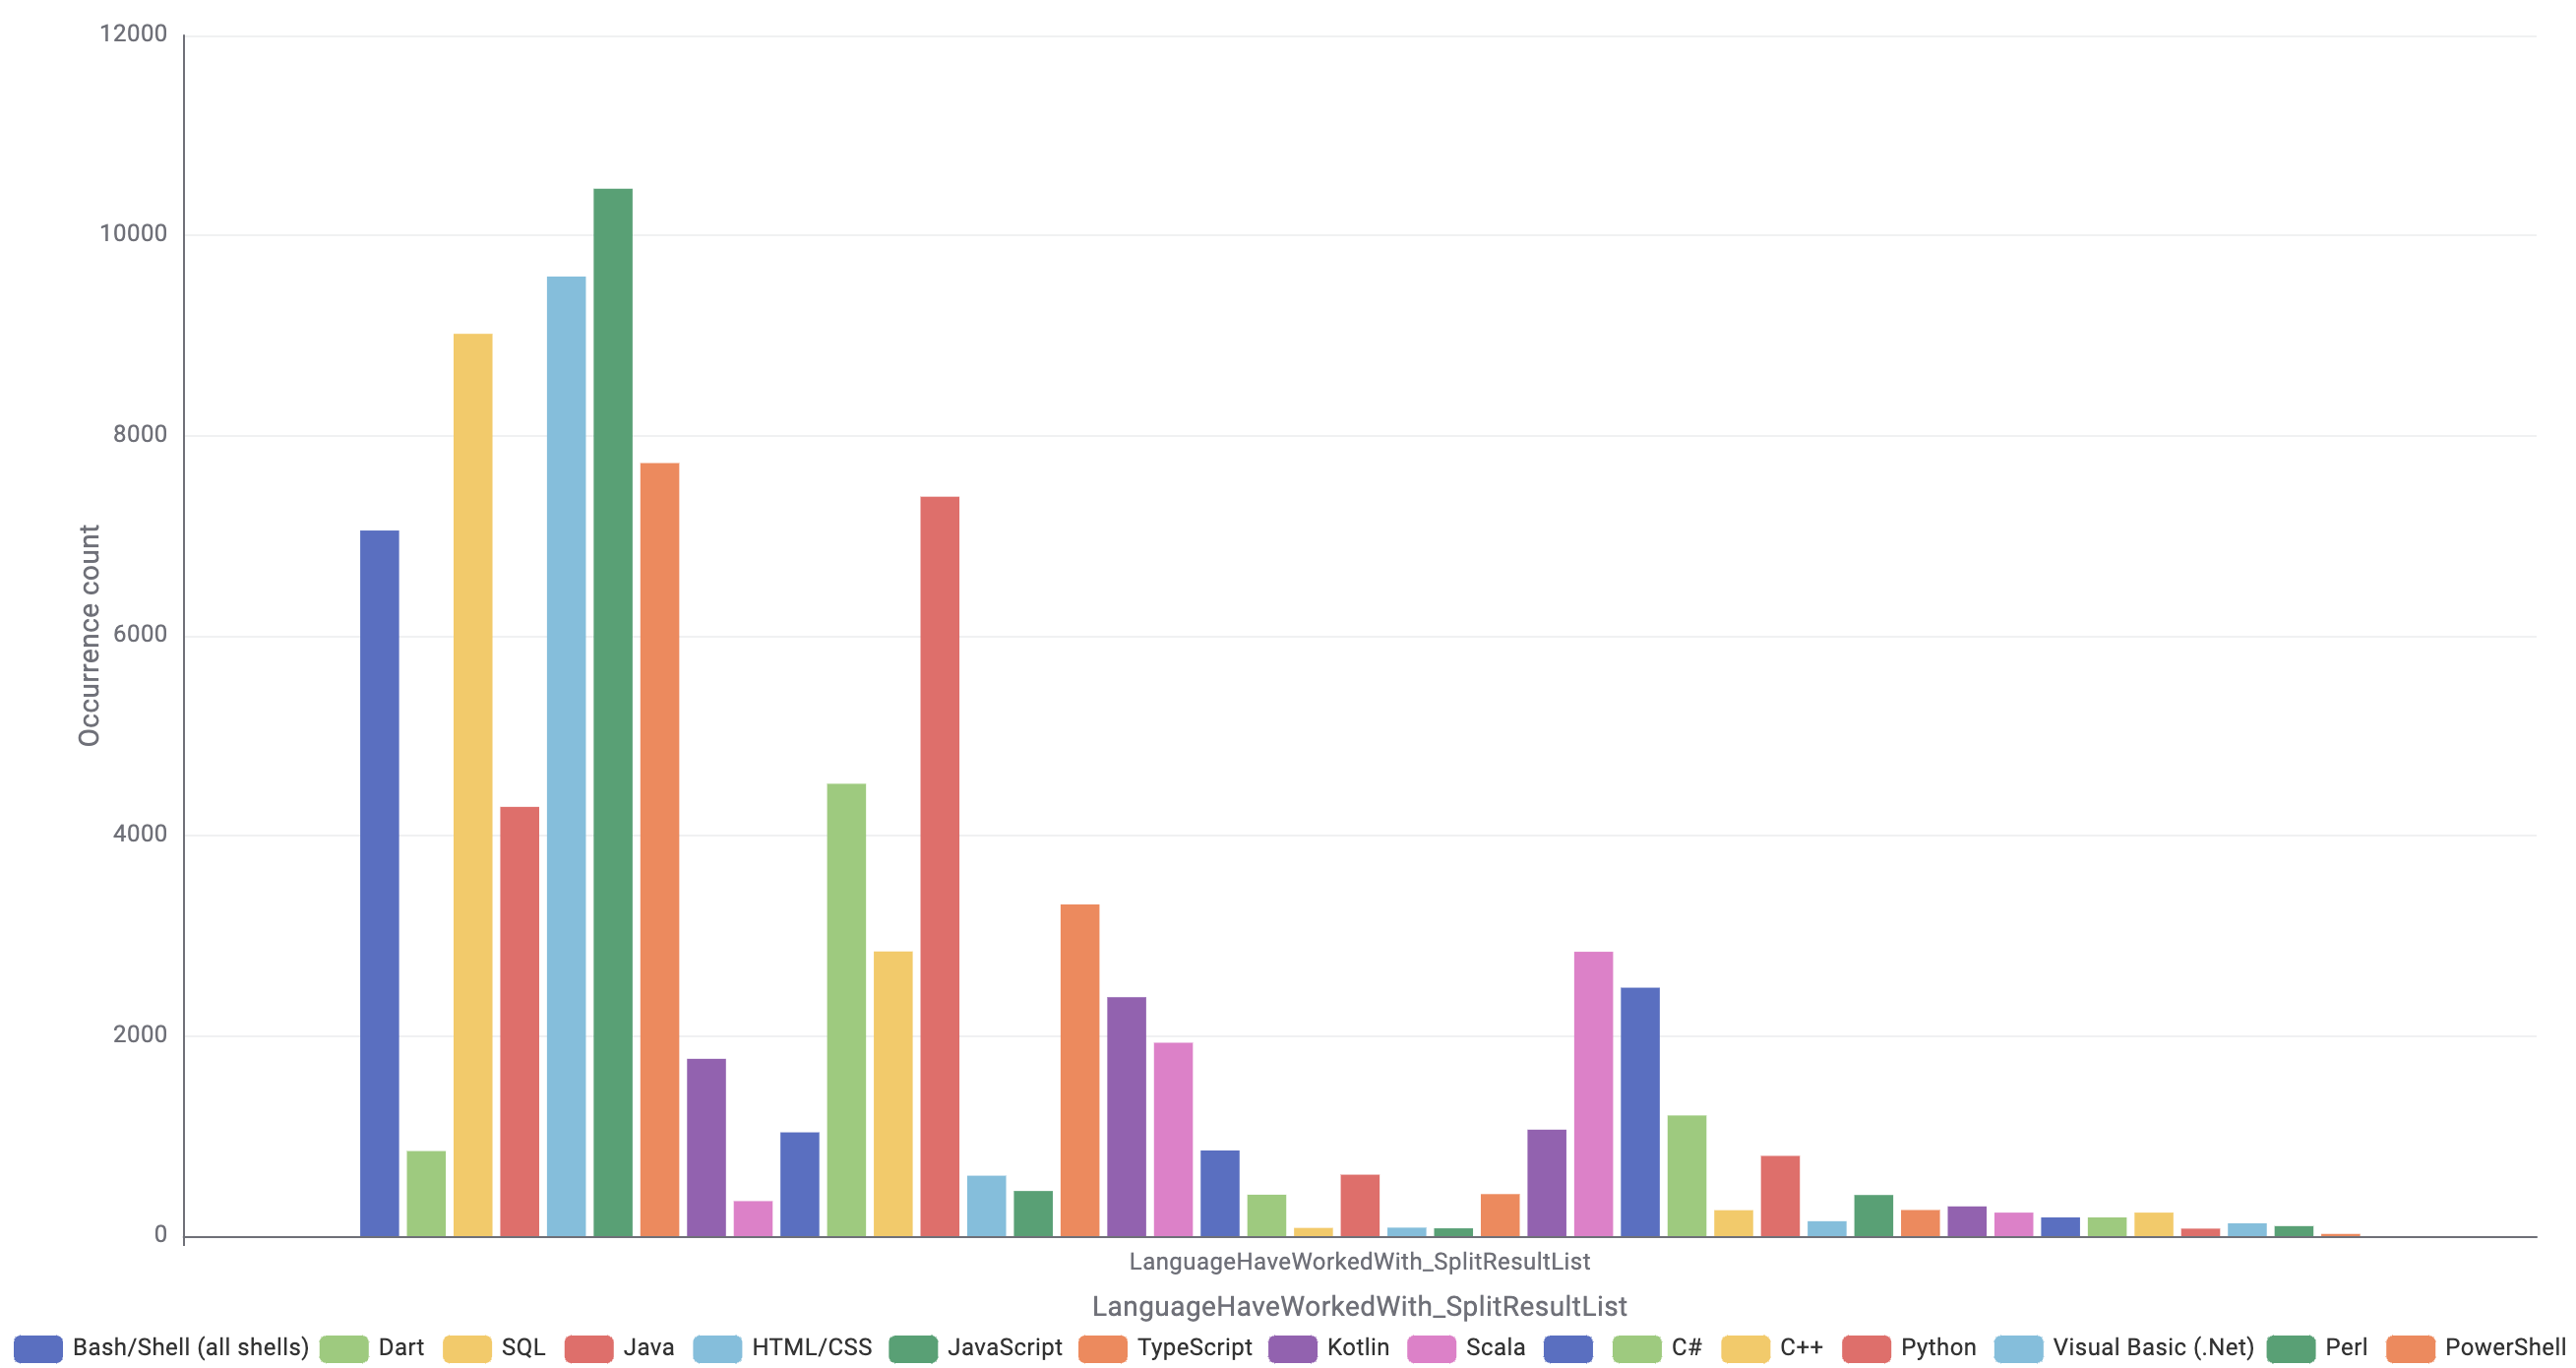 12000
10000
8000
6000
4000
2000
0
Occurrence count
LanguageHaveWorkedWith_SplitResultList
LanguageHaveWorkedWith_SplitResultList
Bash/Shell (all shells) Dart SQL Java HTML/CSS JavaScript TypeScript Kotlin Scala C# C++ Python Visual Basic (.Net) Perl PowerShell